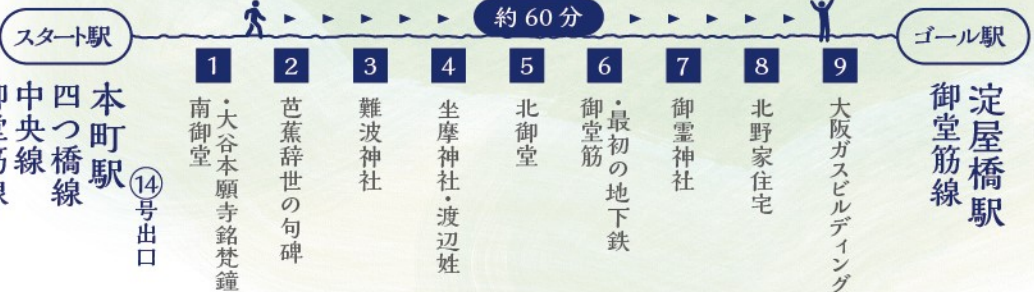 スタート駅
約60分
ゴール駅
本町駅
⑭号出口
四つ橋線
中央線
御堂筋線
1
南御堂
・大谷本願寺銘梵鐘
2
芭蕉辞世の句碑
3
難波神社
4
坐摩神社・渡辺姓
5
北御堂
6
御堂筋
・最初の地下鉄
7
御霊神社
8
北野家住宅
9
大阪ガスビルディング
淀屋橋駅
御堂筋線